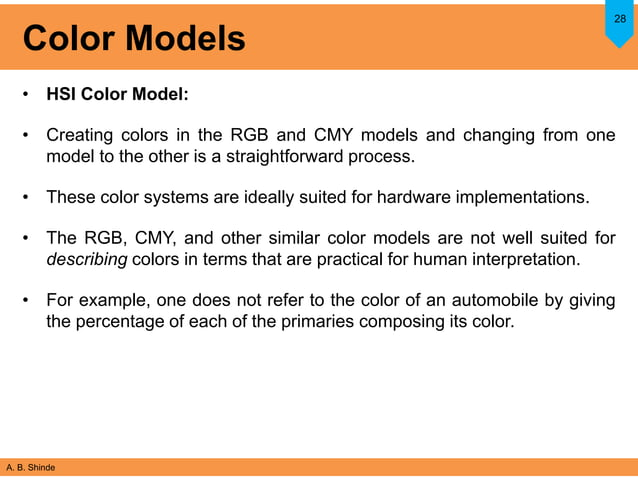 28
Color Models
• HSI Color Model:
• Creating colors in the RGB and CMY models and changing from one
model to the other is a straightforward process.
• These color systems are ideally suited for hardware implementations.
• The RGB, CMY, and other similar color models are not well suited for
describing colors in terms that are practical for human interpretation.
• For example, one does not refer to the color of an automobile by giving
the percentage of each of the primaries composing its color.
A. B. Shinde